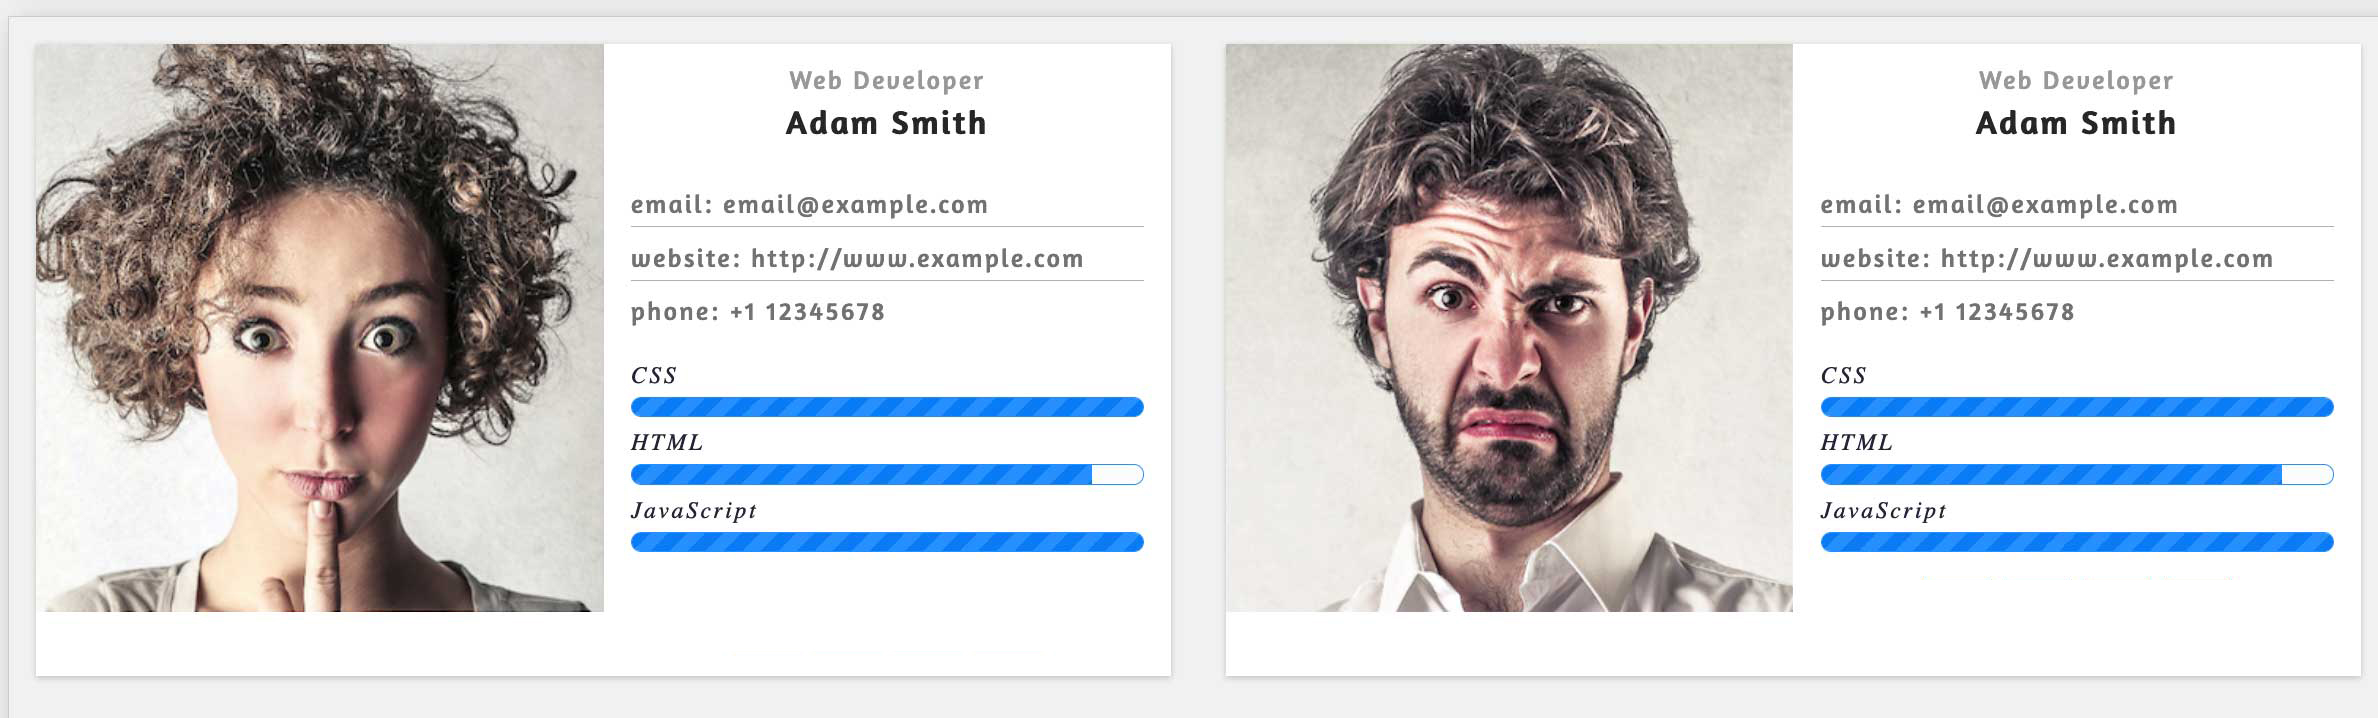 Web Developer
Adam Smith
email: email@example.com
website: http://www.example.com
phone: +1 12345678
CSS
HTML
JavaScript
Web Developer
Adam Smith
email: email@example.com
website: http://www.example.com
phone: +1 12345678
CSS
HTML
JavaScript